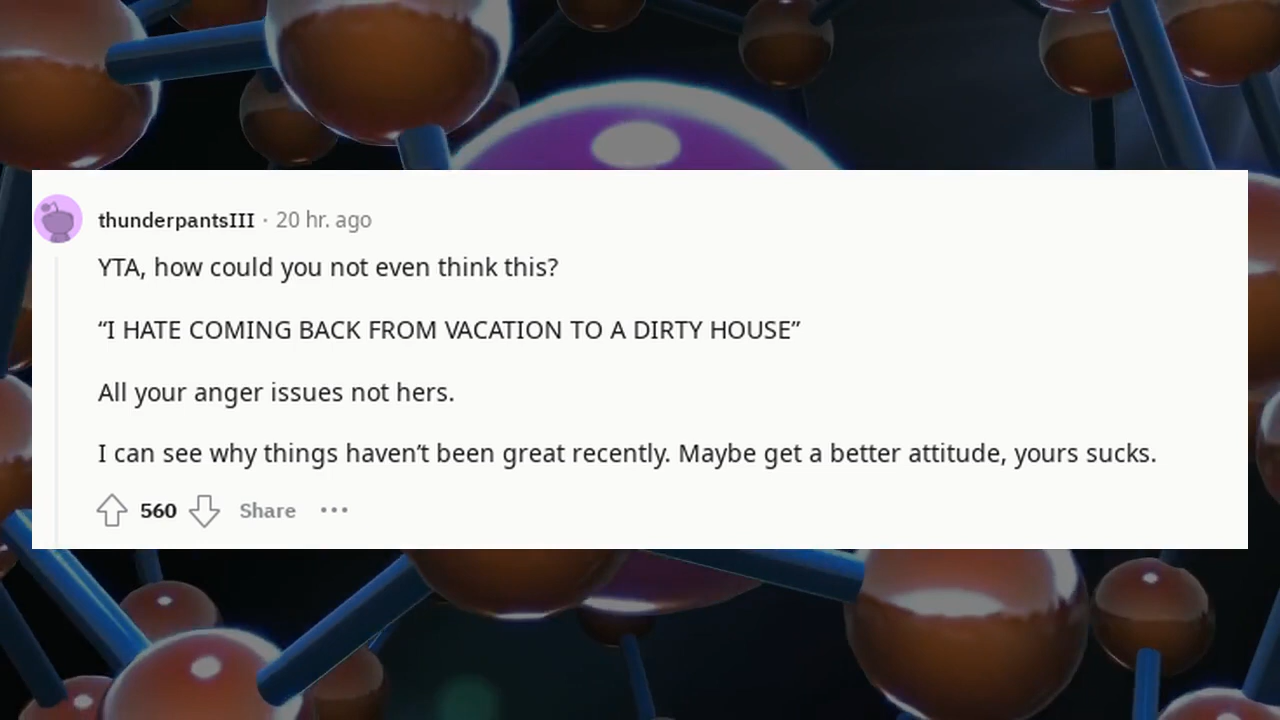 thunderpantsIII · 20 hr. ago
YTA, how could you not even think this?
“I HATE COMING BACK FROM VACATION TO A DIRTY HOUSE”
All your anger issues not hers.
I can see why things haven’t been great recently. Maybe get a better attitude, yours sucks.
560 Share •••